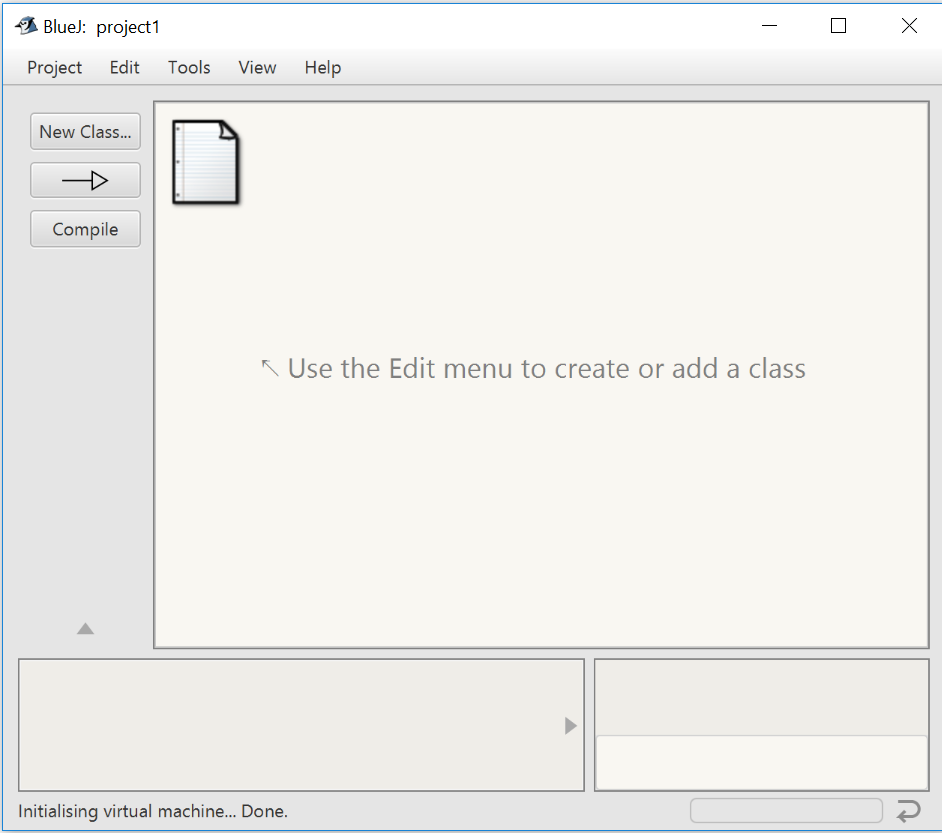 BlueJ:  project1
Project Edit Tools View Help
New Class...
Compile
Use the Edit menu to create or add a class
Initialising virtual machine... Done.